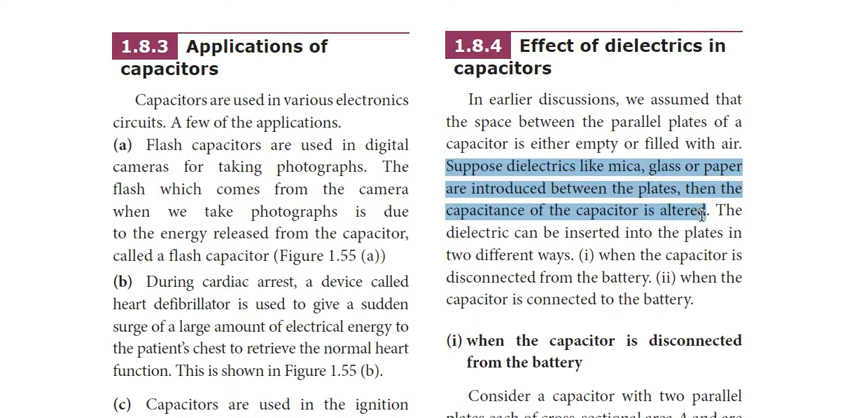 1.8.3 Applications of
capacitors
Capacitors are used in various electronics
circuits. A few of the applications.
(a) Flash capacitors are used in digital
cameras for taking photographs. The
flash which comes from the camera
when we take photographs is due
to the energy released from the capacitor,
called a flash capacitor (Figure 1.55 (a))
(b) During cardiac arrest, a device called
heart defibrillator is used to give a sudden
surge of a large amount of electrical energy to
the patient's chest to retrieve the normal heart
function. This is shown in Figure 1.55 (b).
(c) Capacitors are used in the ignition
1.8.4 Effect of dielectrics in
capacitors
In earlier discussions, we assumed that
the space between the parallel plates of a
capacitor is either empty or filled with air.
Suppose dielectrics like mica, glass or paper
are introduced between the plates, then the
capacitance of the capacitor is altered. The
dielectric can be inserted into the plates in
two different ways. (i) when the capacitor is
disconnected from the battery. (ii) when the
capacitor is connected to the battery.
(i) when the capacitor is disconnected
from the battery
Consider a capacitor with two parallel
plates each of cross-sectional area A and are